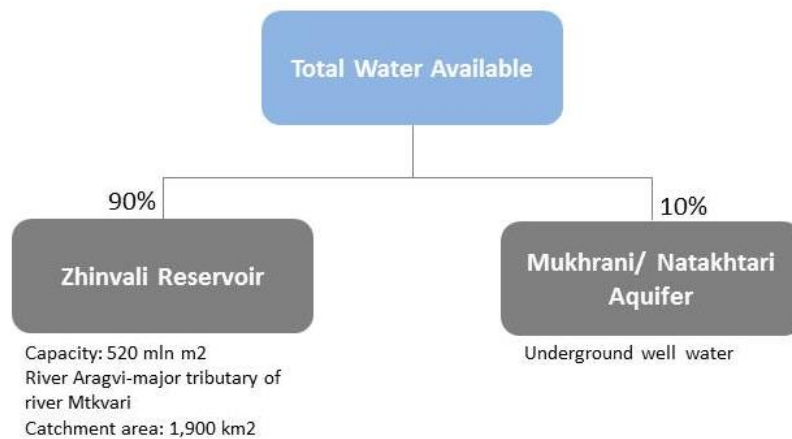 Total Water Available
90%
10%
Zhinvali Reservoir
Mukhrani/ Natakhtari
Aquifer
Capacity: 520 mln m2
River Aragvi-major tributary of
river Mtkvari
Catchment area: 1,900 km2
Underground well water